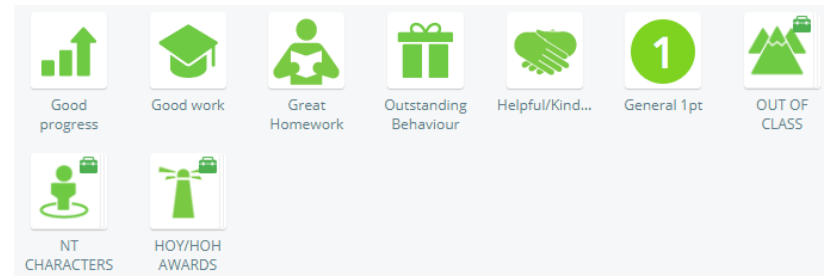 Good
progress
Good work
Great
Homework
Outstanding
Behaviour
Helpful/Kind...
1
General 1pt
OUT OF
CLASS
NT
CHARACTERS
HOY/HOH
AWARDS